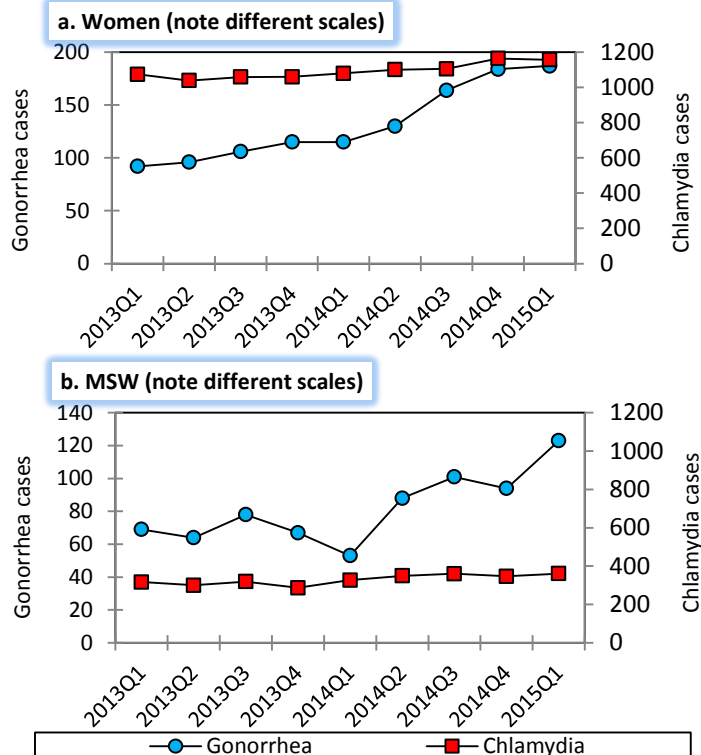 a. Women (note different scales)
200
150
100
50
0
Gonorrhea cases
1200
1000
800
600
400
200
0
Chlamydia cases
2013Q1
2013Q2
2013Q3
2013Q4
2014Q1
2014Q2
2014Q3
2014Q4
2015Q1
b. MSW (note different scales)
140
120
100
80
60
40
20
0
Gonorrhea cases
1200
1000
800
600
400
200
0
Chlamydia cases
2013Q1
2013Q2
2013Q3
2013Q4
2014Q1
2014Q2
2014Q3
2014Q4
2015Q1
Gonorrhea
Chlamydia